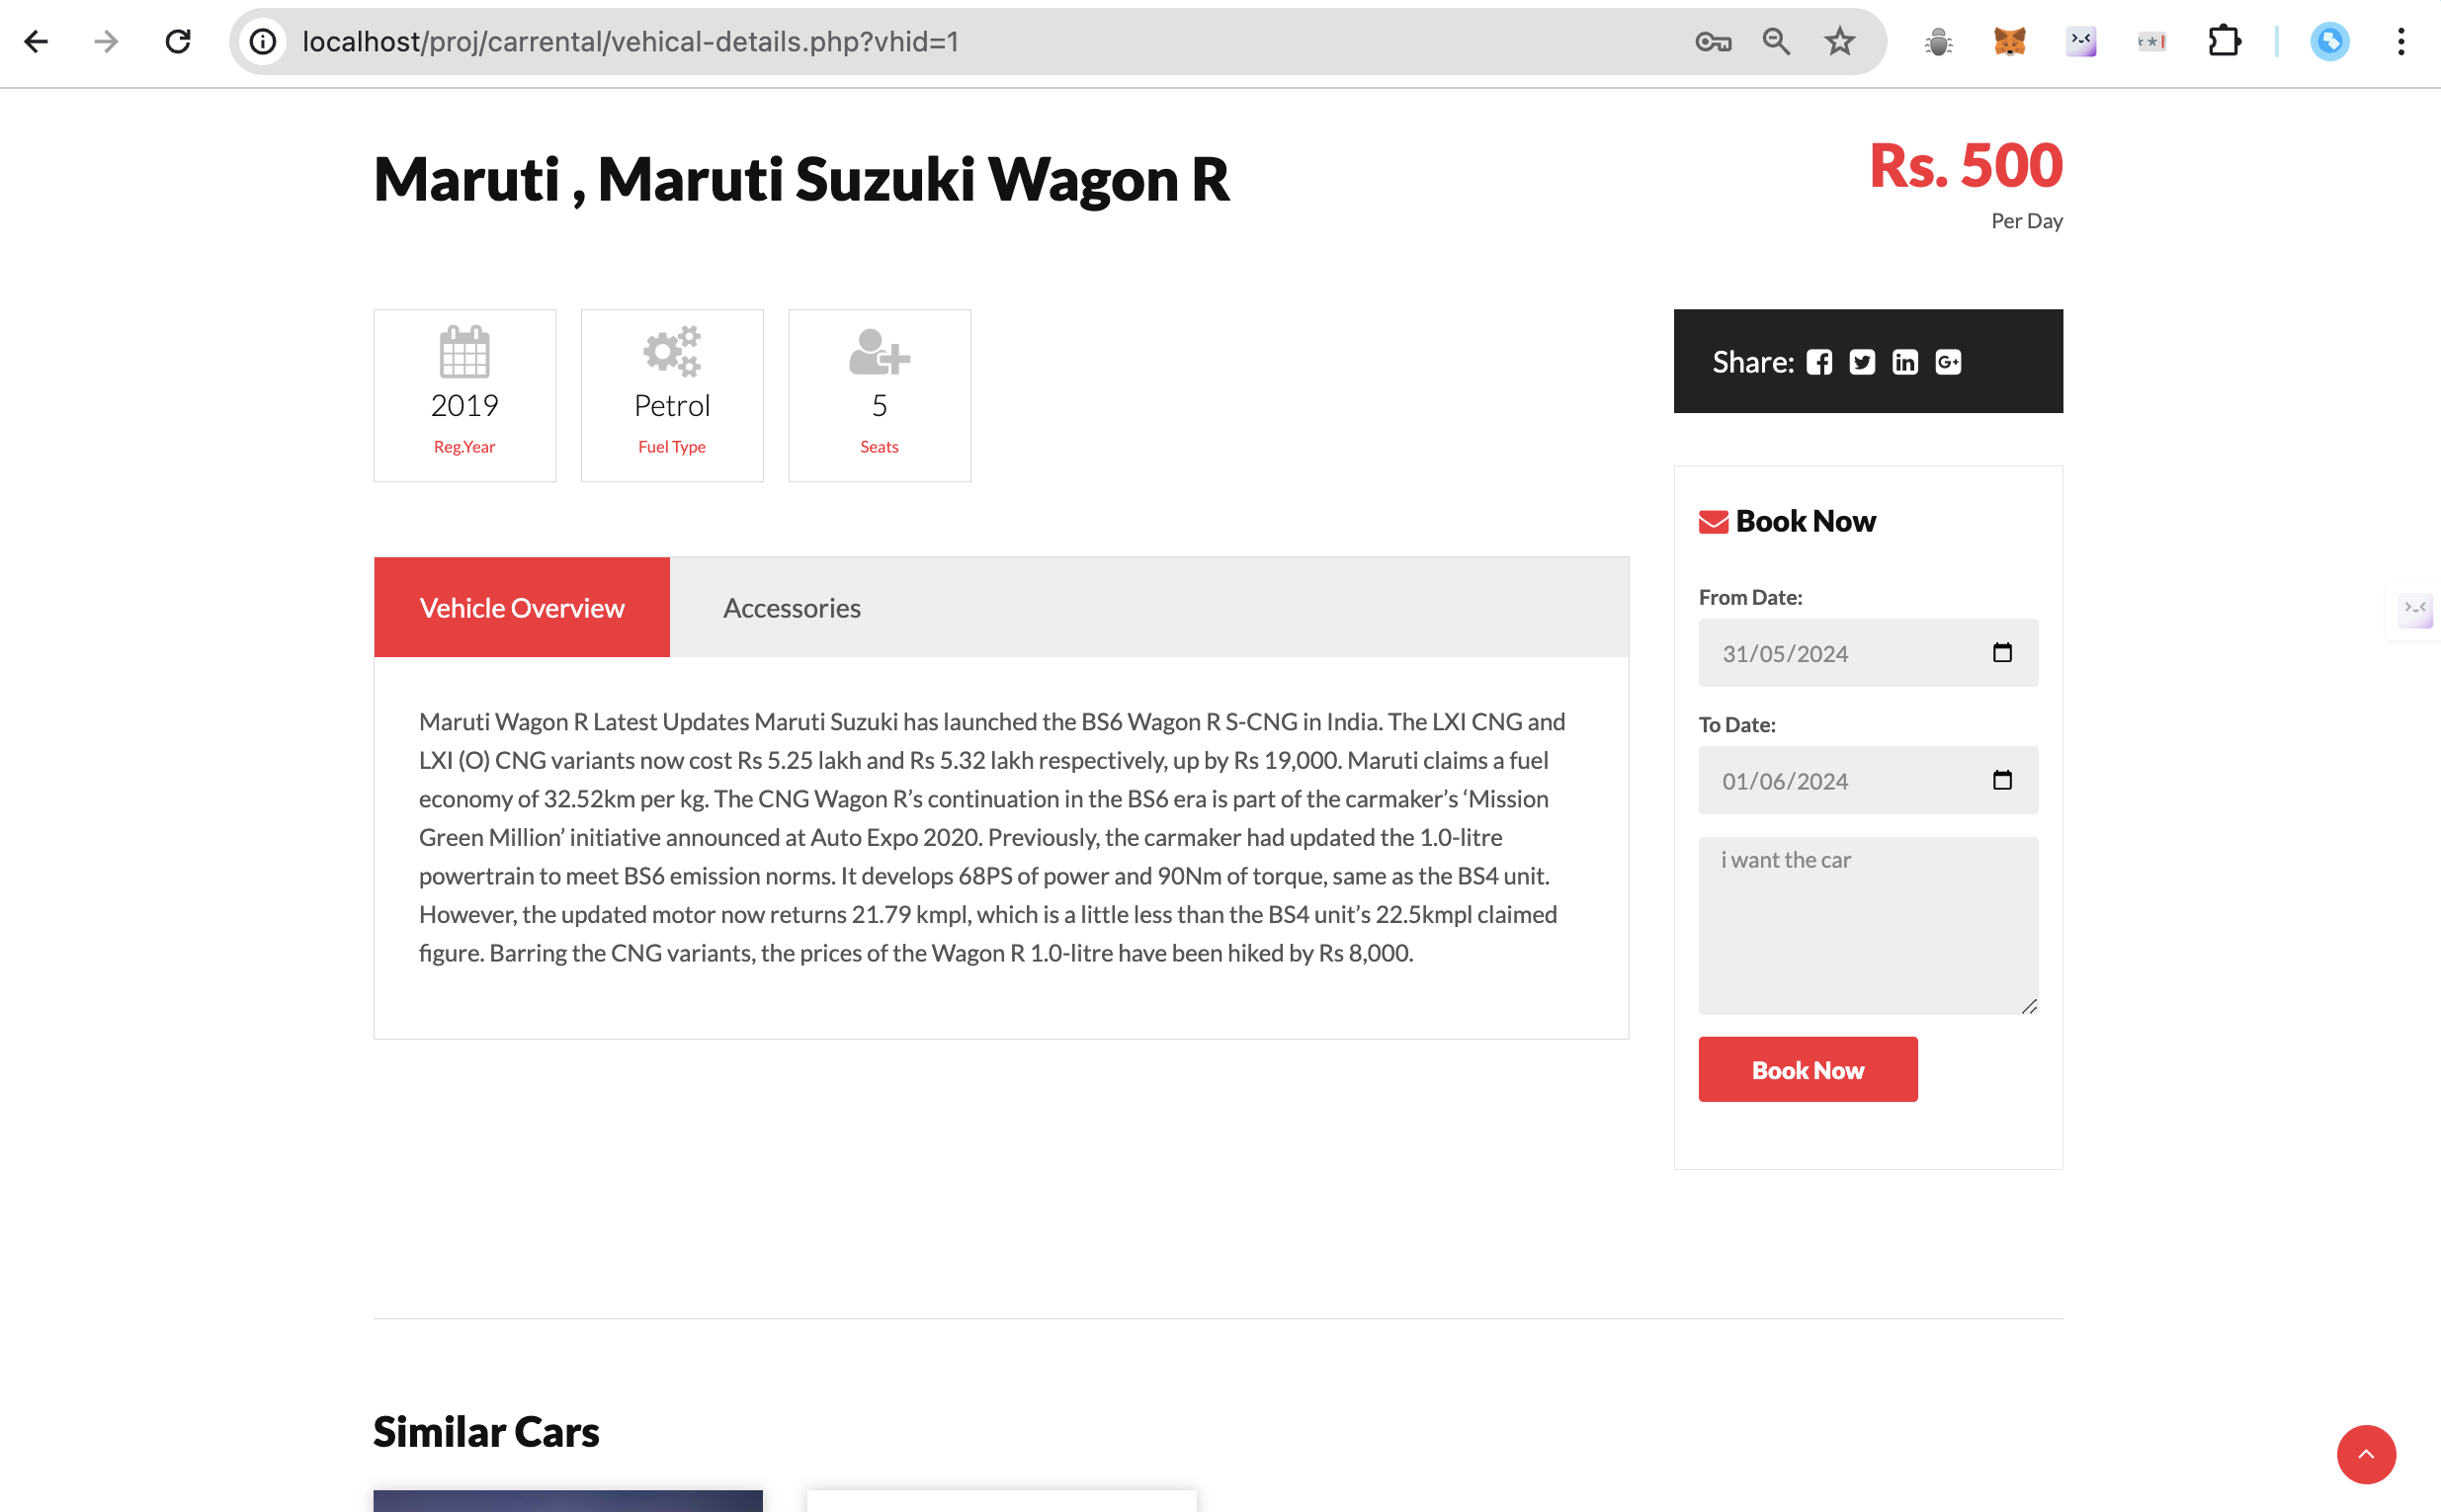 localhost/proj/carrental/vehical-details.php?vhid=1
Maruti , Maruti Suzuki Wagon R
Rs. 500
Per Day
2019
Reg.Year
Petrol
Fuel Type
5
Seats
Share:
Vehicle Overview
Accessories
Maruti Wagon R Latest Updates Maruti Suzuki has launched the BS6 Wagon R S-CNG in India. The LXI CNG and
LXI (O) CNG variants now cost Rs 5.25 lakh and Rs 5.32 lakh respectively, up by Rs 19,000. Maruti claims a fuel
economy of 32.52km per kg. The CNG Wagon R’s continuation in the BS6 era is part of the carmaker’s ‘Mission
Green Million’ initiative announced at Auto Expo 2020. Previously, the carmaker had updated the 1.0-litre
powertrain to meet BS6 emission norms. It develops 68PS of power and 90Nm of torque, same as the BS4 unit.
However, the updated motor now returns 21.79 kmpl, which is a little less than the BS4 unit’s 22.5kmpl claimed
figure. Barring the CNG variants, the prices of the Wagon R 1.0-litre have been hiked by Rs 8,000.
Book Now
From Date:
31/05/2024
To Date:
01/06/2024
i want the car
Book Now
Similar Cars